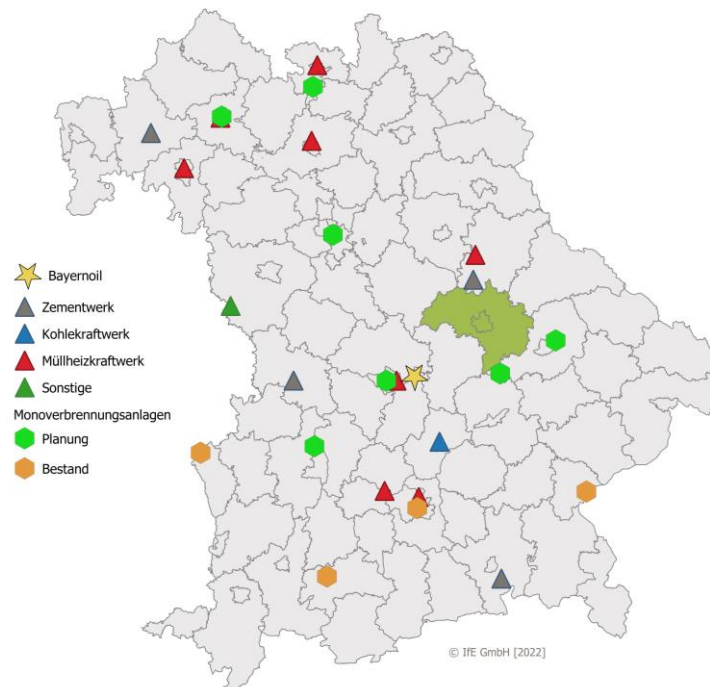 Bayernoil
Zementwerk
Kohlekraftwerk
Müllheizkraftwerk
Sonstige
Monoverbrennungsanlagen
Planung
Bestand
© IfE GmbH [2022]